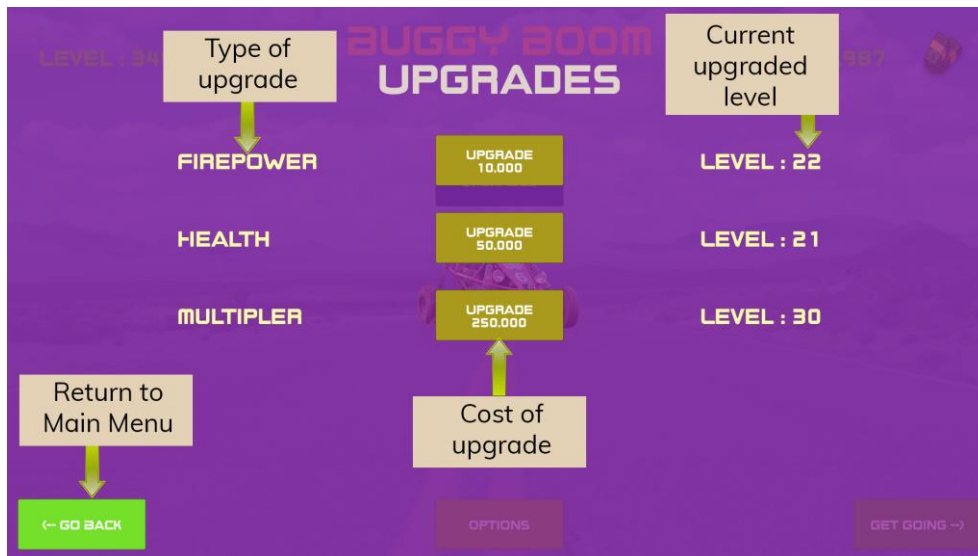 BUGGY BOOM
UPGRADES
LEVEL : 34
987
Type of
upgrade
Current
upgraded
level
FIREPOWER
UPGRADE
10,000
LEVEL : 22
HEALTH
UPGRADE
50,000
LEVEL : 21
MULTIPLER
UPGRADE
250,000
LEVEL : 30
Return to
Main Menu
Cost of
upgrade
<-- GO BACK
OPTIONS
GET GOING -->